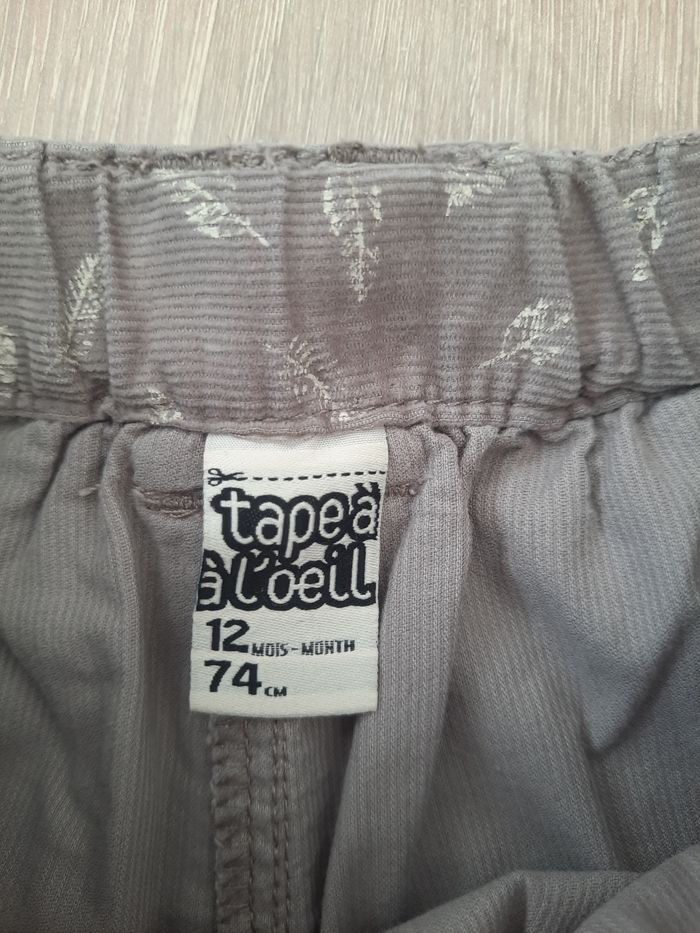 tape à
à l'oeil
12 MOIS-MONTH
74 CM